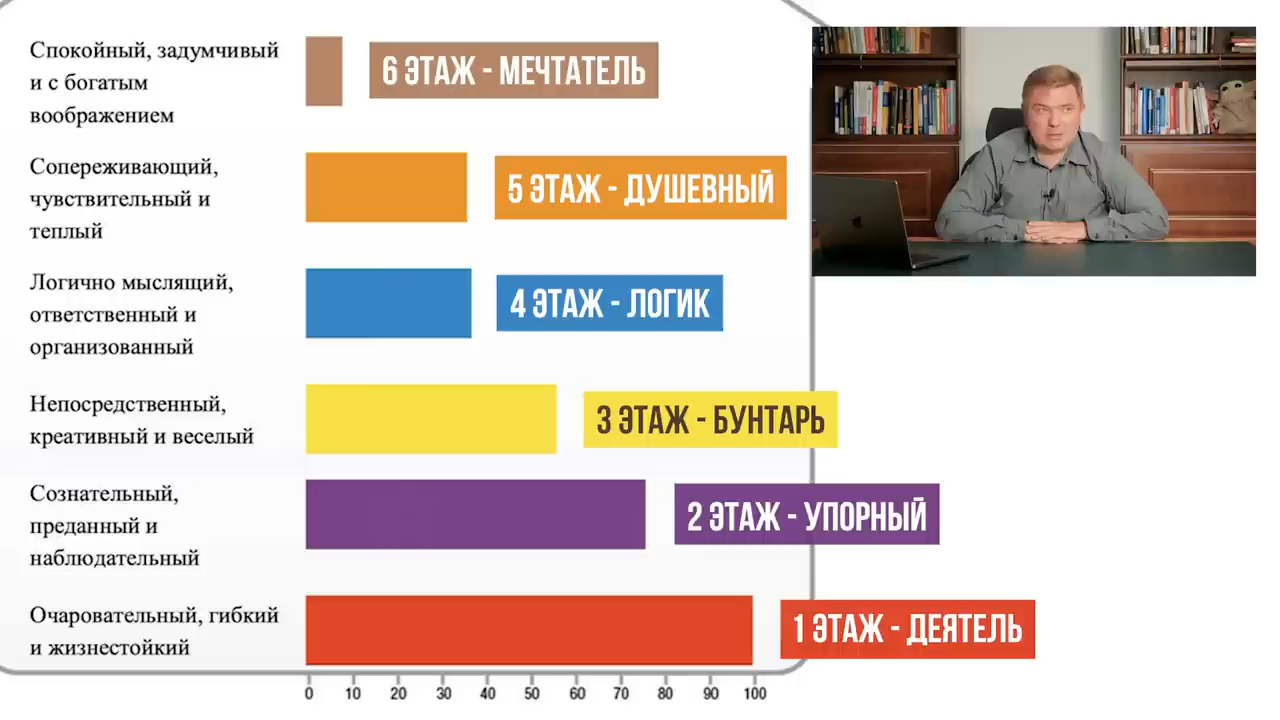 Спокойный, задумчивый
и с богатым
воображением
6 ЭТАЖ - МЕЧТАТЕЛЬ
Сопереживающий,
чувствительный и
теплый
5 ЭТАЖ - ДУШЕВНЫЙ
Логично мыслящий,
ответственный и
организованный
4 ЭТАЖ - ЛОГИК
Непосредственный,
креативный и веселый
3 ЭТАЖ - БУНТАРЬ
Сознательный,
преданный и
наблюдательный
2 ЭТАЖ - УПОРНЫЙ
Очаровательный, гибкий
и жизнестойкий
1 ЭТАЖ - ДЕЯТЕЛЬ
0 10 20 30 40 50 60 70 80 90 100